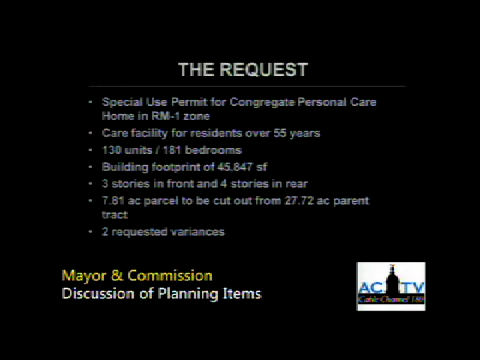 THE REQUEST
• Special Use Permit for Congregate Personal Care
Home in RM-1 zone
• Care facility for residents over 55 years
• 130 units / 181 bedrooms
• Building footprint of 45,847 sf
• 3 stories in front and 4 stories in rear
• 7.81 ac parcel to be cut out from 27.72 ac parent
tract
• 2 requested variances
Mayor & Commission
Discussion of Planning Items
ACTV
Cable Channel 180